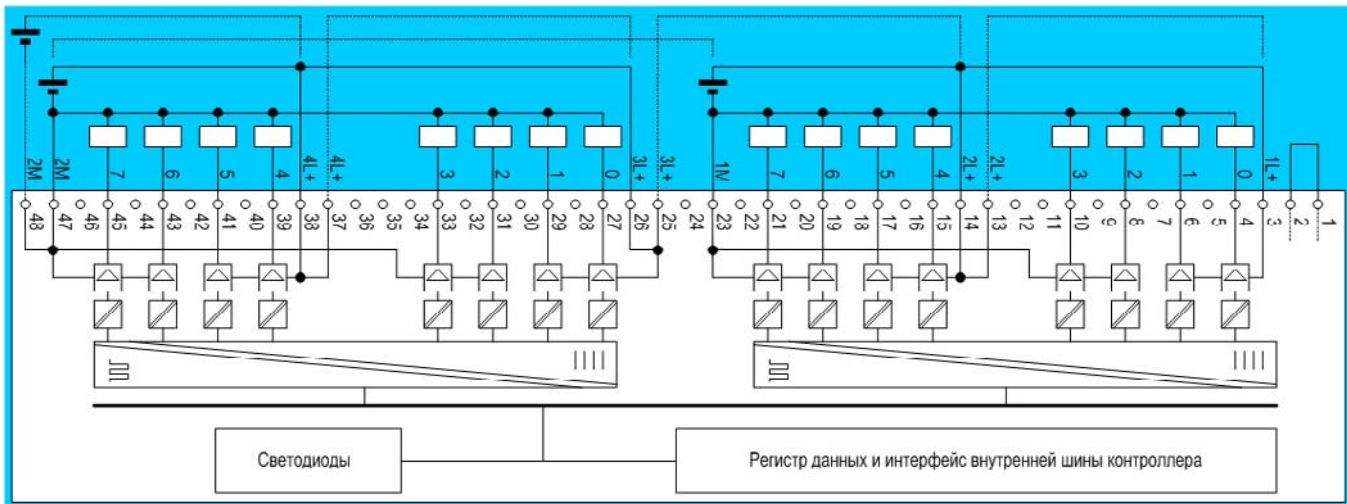 2M 2M 7 6 5 4 4L+ 4L+ 3 2 1 0 3L+ 3L+ 1M 7 6 5 4 2L+ 2L+ 3 2 1 0 1L+
48 47 46 45 44 43 42 41 40 39 38 37 36 35 34 33 32 31 30 29 28 27 26 25 24 23 22 21 20 19 18 17 16 15 14 13 12 11 10 9 8 7 6 5 4 3 2 1
Светодиоды
Регистр данных и интерфейс внутренней шины контроллера